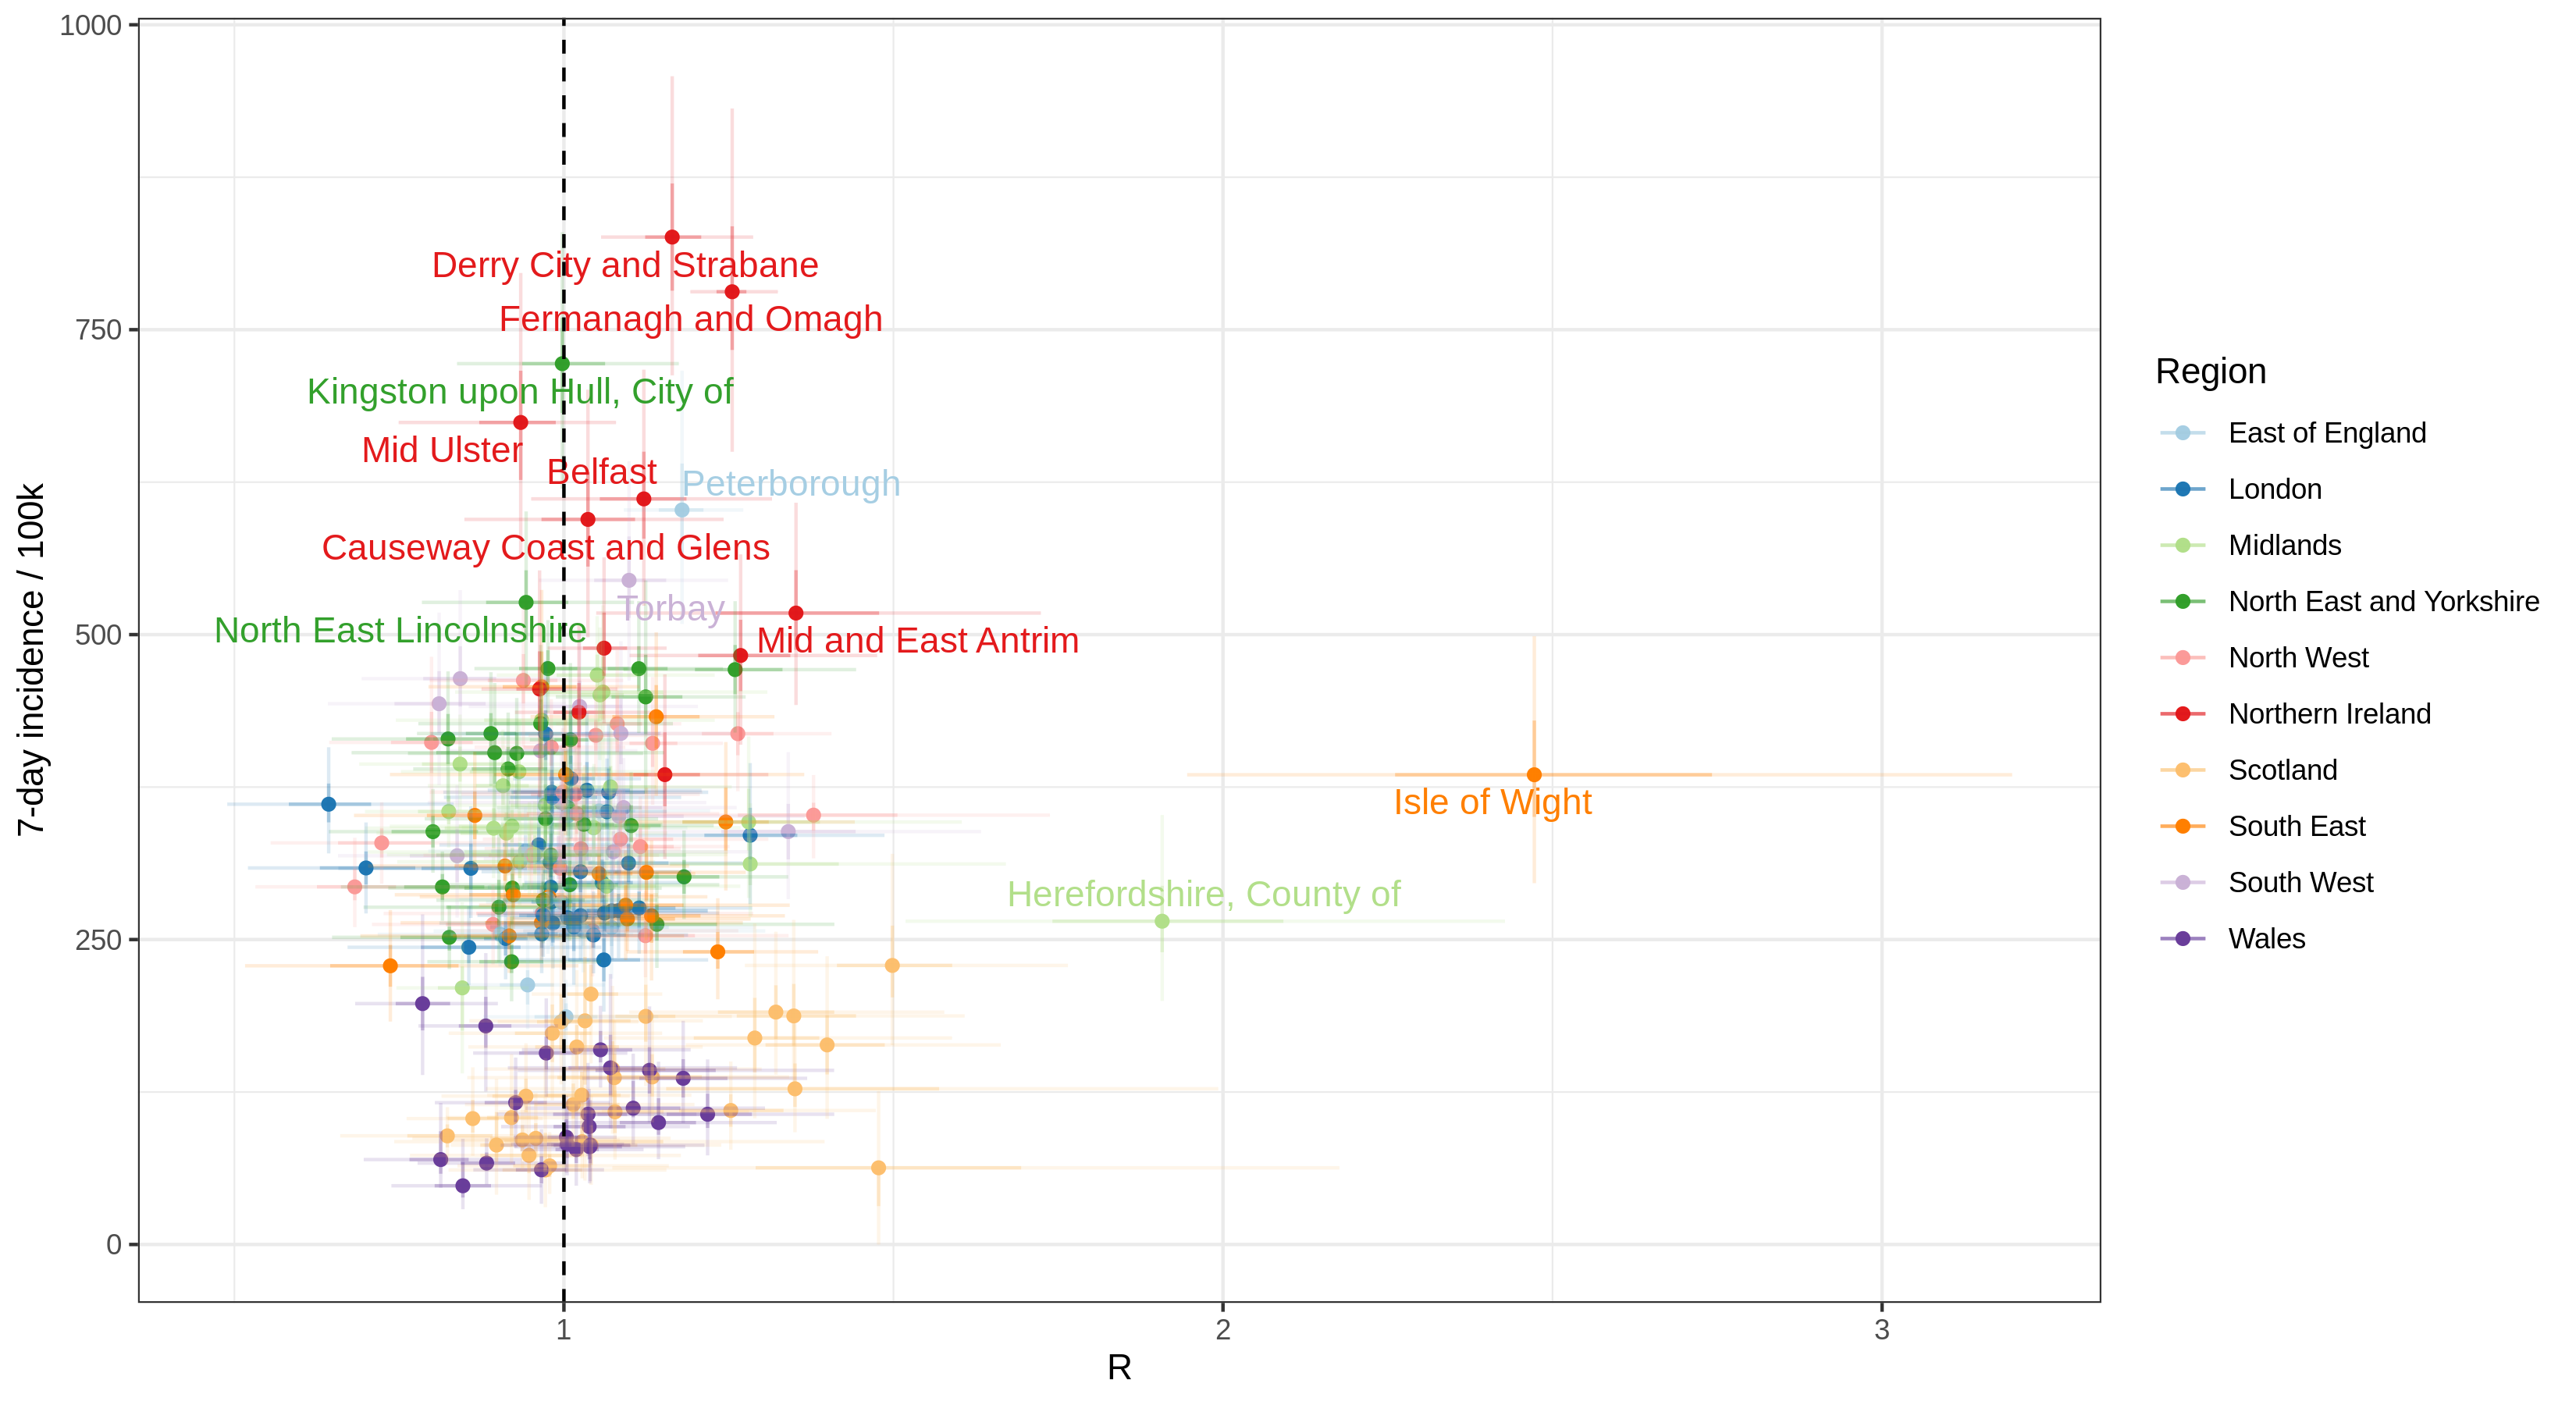 1000
750
500
250
0
7-day incidence / 100k
Derry City and Strabane
Fermanagh and Omagh
Kingston upon Hull, City of
Mid Ulster
Belfast
Peterborough
Causeway Coast and Glens
Torbay
North East Lincolnshire
Mid and East Antrim
Isle of Wight
Herefordshire, County of
1
2
3
R
Region
East of England
London
Midlands
North East and Yorkshire
North West
Northern Ireland
Scotland
South East
South West
Wales